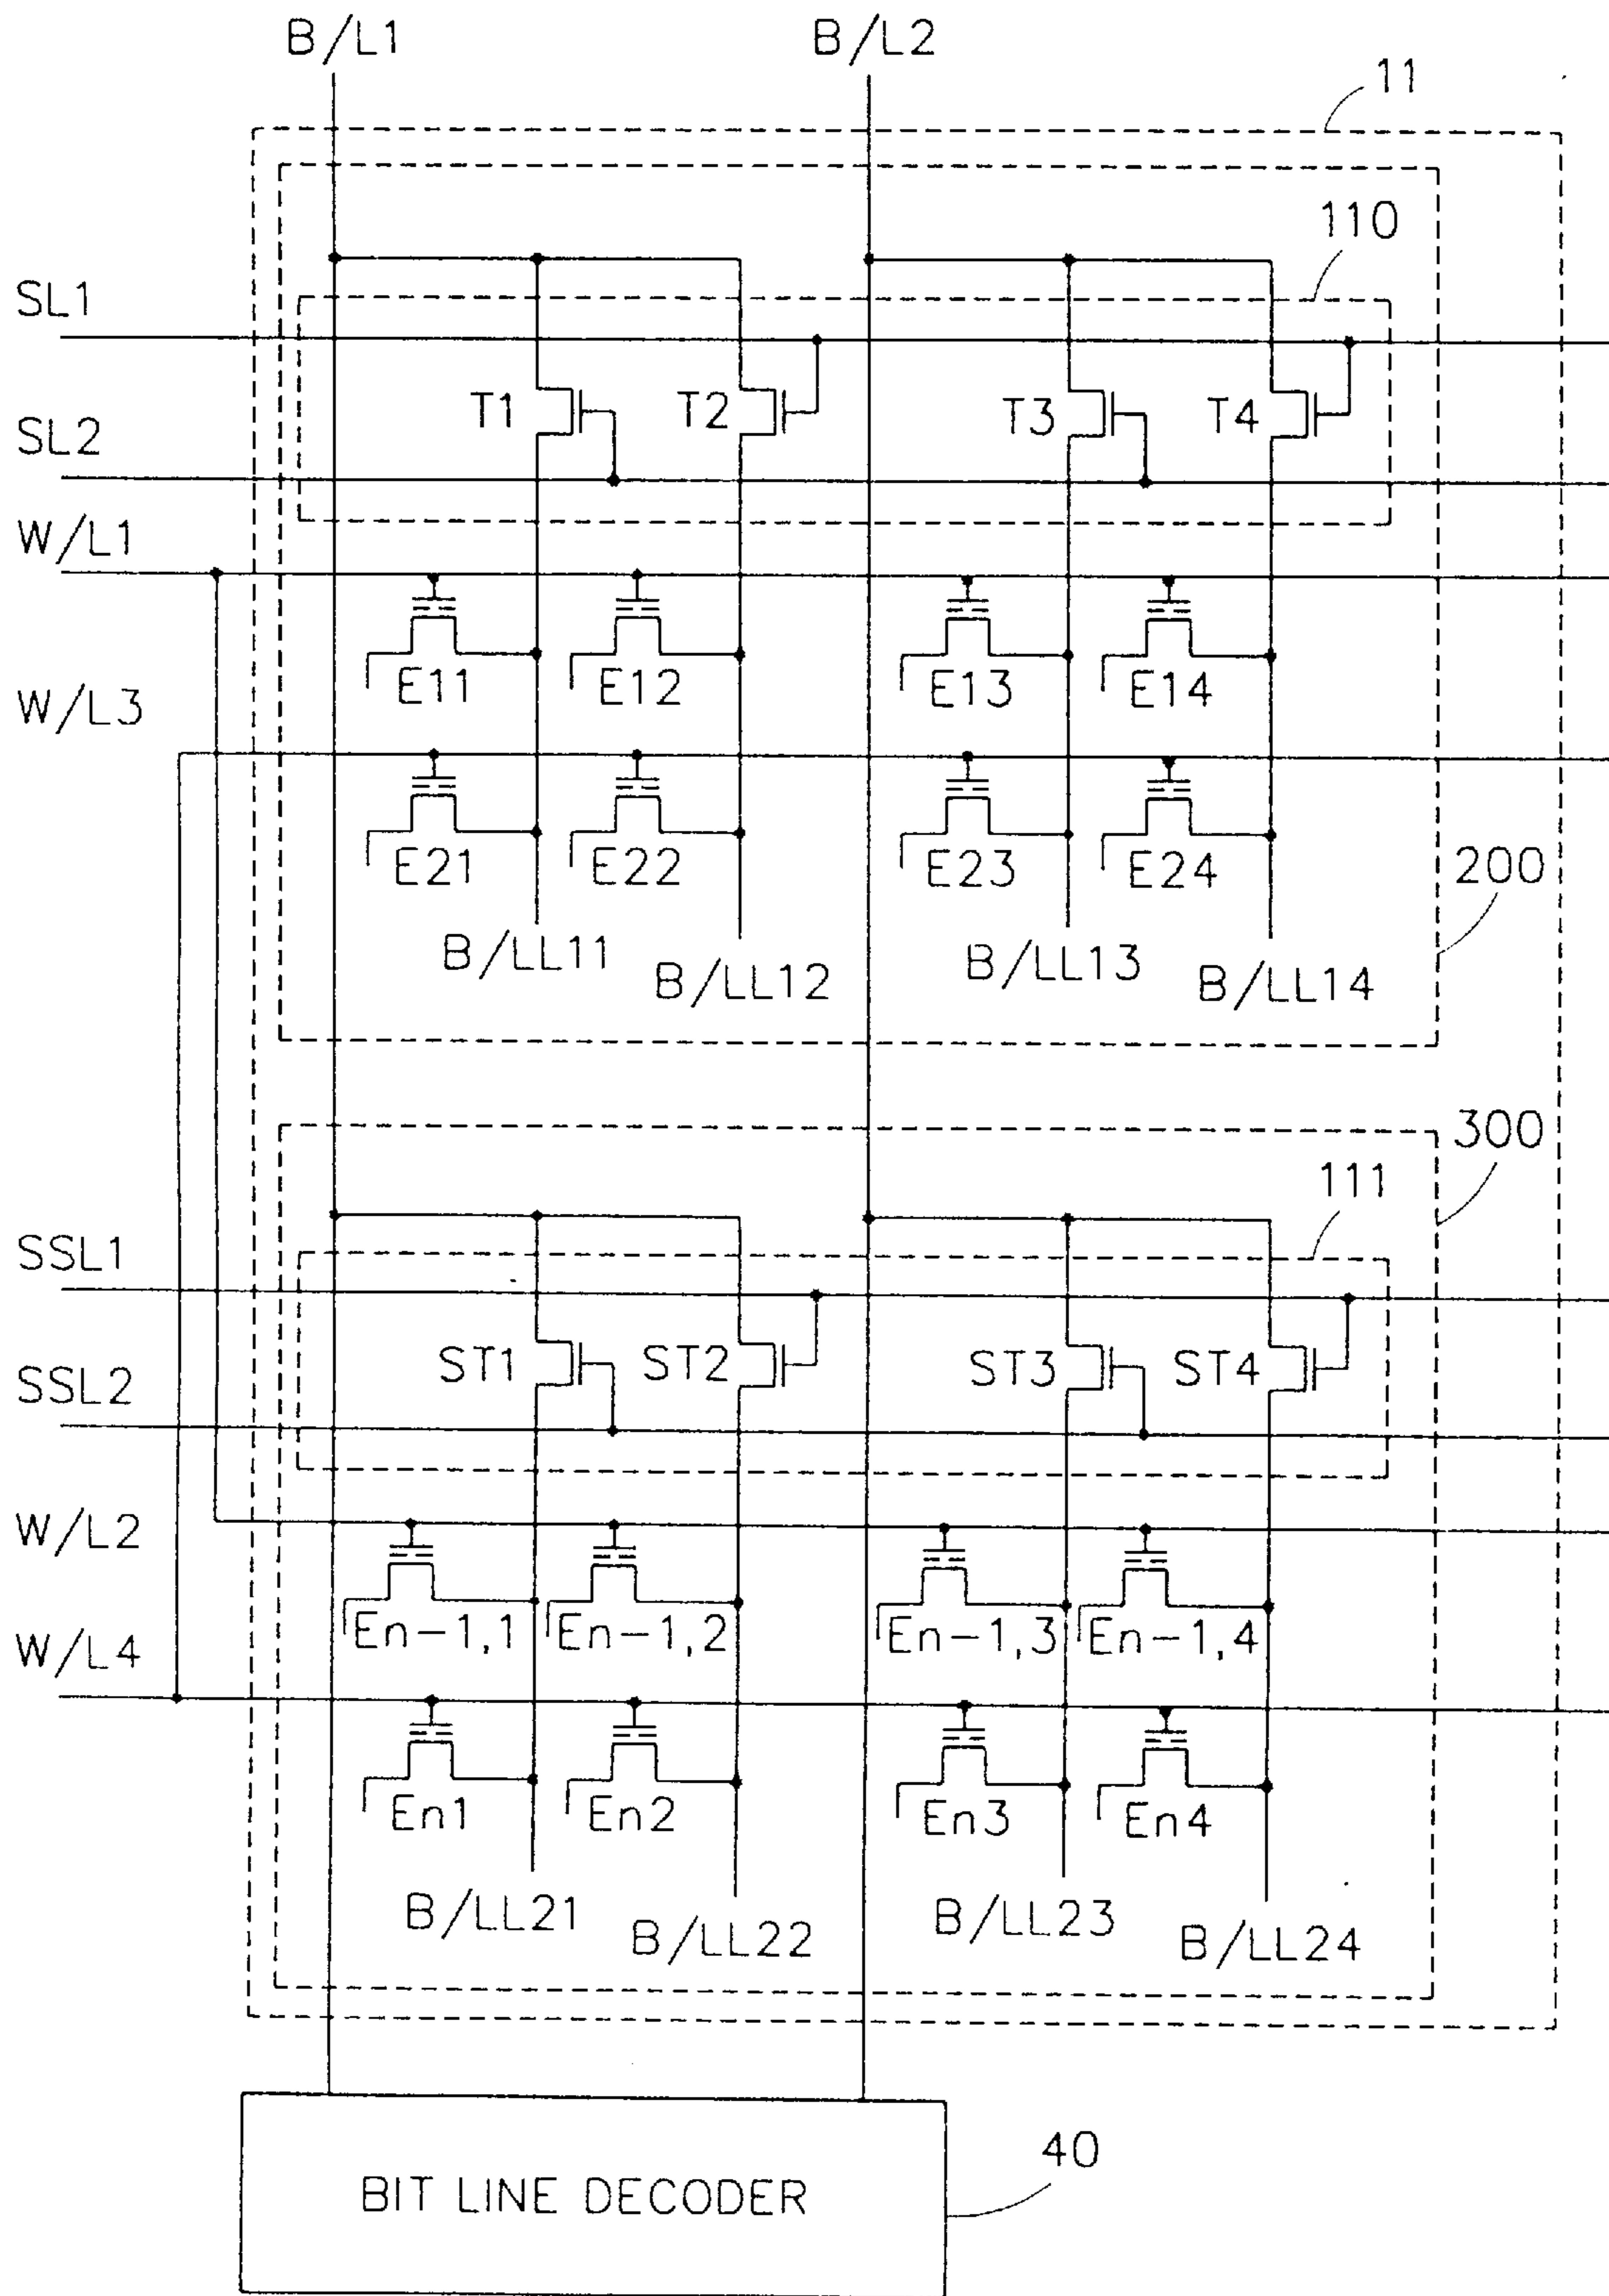 B/L1 B/L2
11
110
SL1
T1 T2 T3 T4
SL2
W/L1
E11 E12 E13 E14
W/L3
E21 E22 E23 E24
200
B/LL11 B/LL12 B/LL13 B/LL14
300
111
SSL1
ST1 ST2 ST3 ST4
SSL2
W/L2
En-1,1 En-1,2 En-1,3 En-1,4
W/L4
En1 En2 En3 En4
B/LL21 B/LL22 B/LL23 B/LL24
40
BIT LINE DECODER